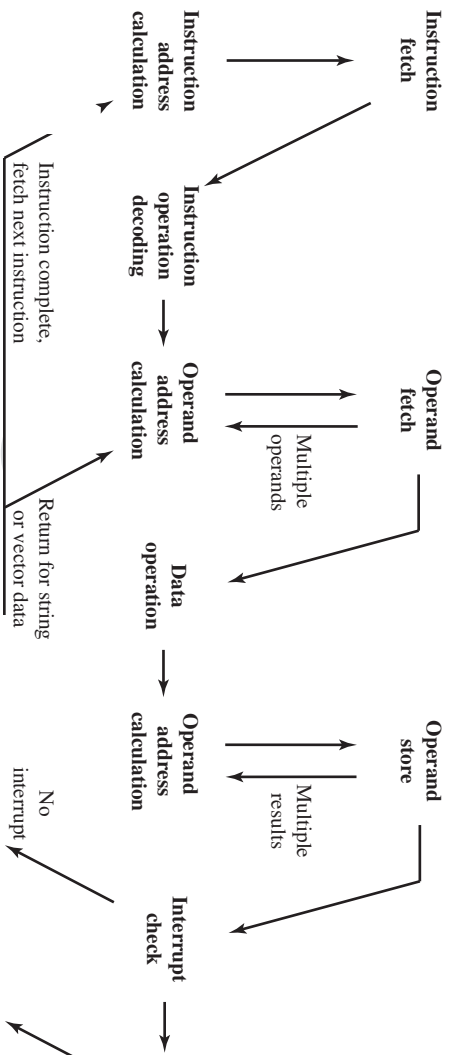 Instruction
fetch
Operand
fetch
Operand
store
Multiple
operands
Multiple
results
Instruction
address
calculation
Instruction
operation
decoding
Operand
address
calculation
Data
operation
Operand
address
calculation
Interrupt
check
Instruction complete,
fetch next instruction
Return for string
or vector data
No
interrupt